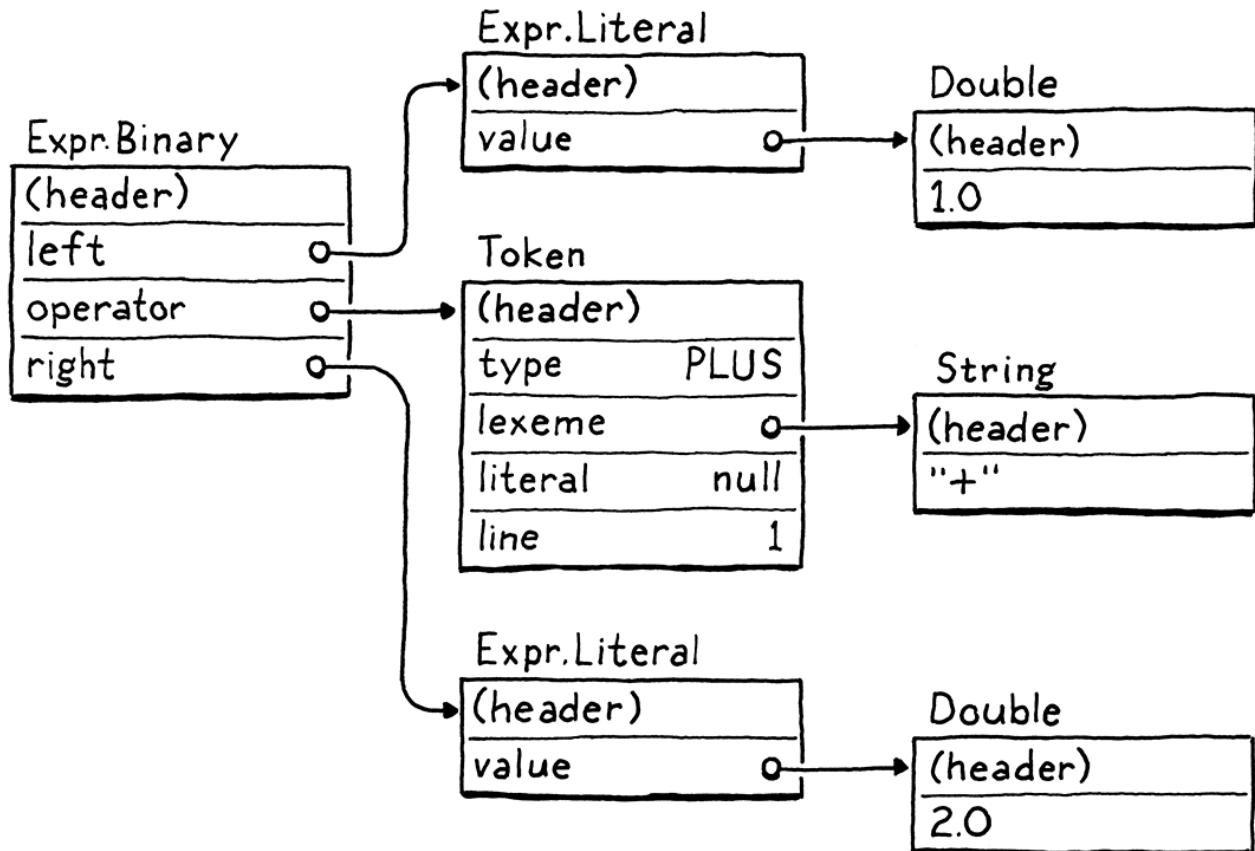 Expr.Binary
(header)
left
operator
right
Expr.Literal
(header)
value
Double
(header)
1.0
Token
(header)
type PLUS
lexeme
literal null
line 1
String
(header)
"+"
Expr.Literal
(header)
value
Double
(header)
2.0